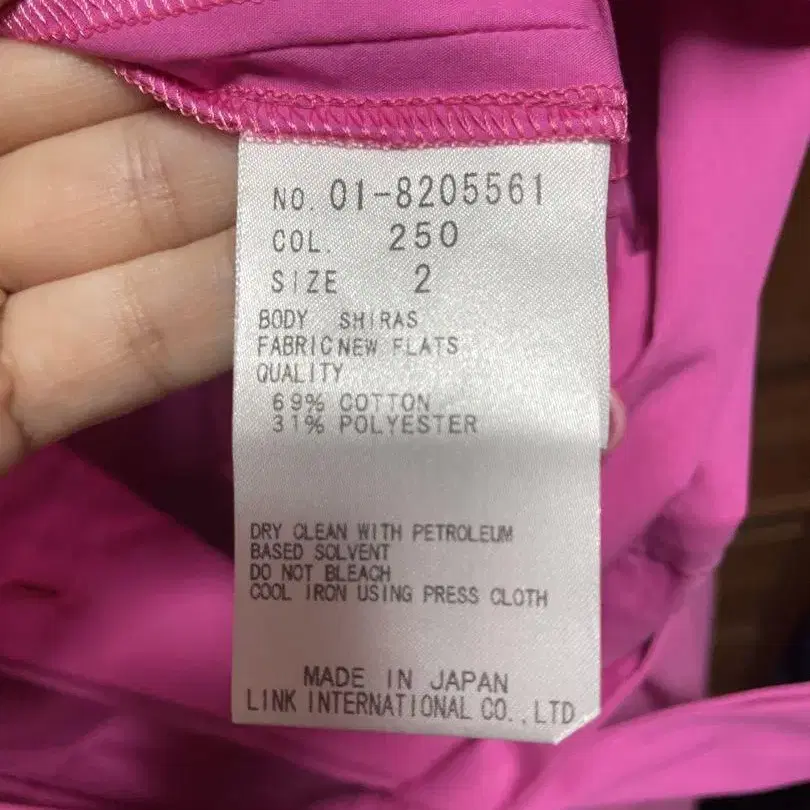 NO. 01-8205561
COL. 250
SIZE 2
BODY SHIRAS
FABRIC NEW FLATS
QUALITY
69% COTTON
31% POLYESTER
DRY CLEAN WITH PETROLEUM
BASED SOLVENT
DO NOT BLEACH
COOL IRON USING PRESS CLOTH
MADE IN JAPAN
LINK INTERNATIONAL CO.,LTD